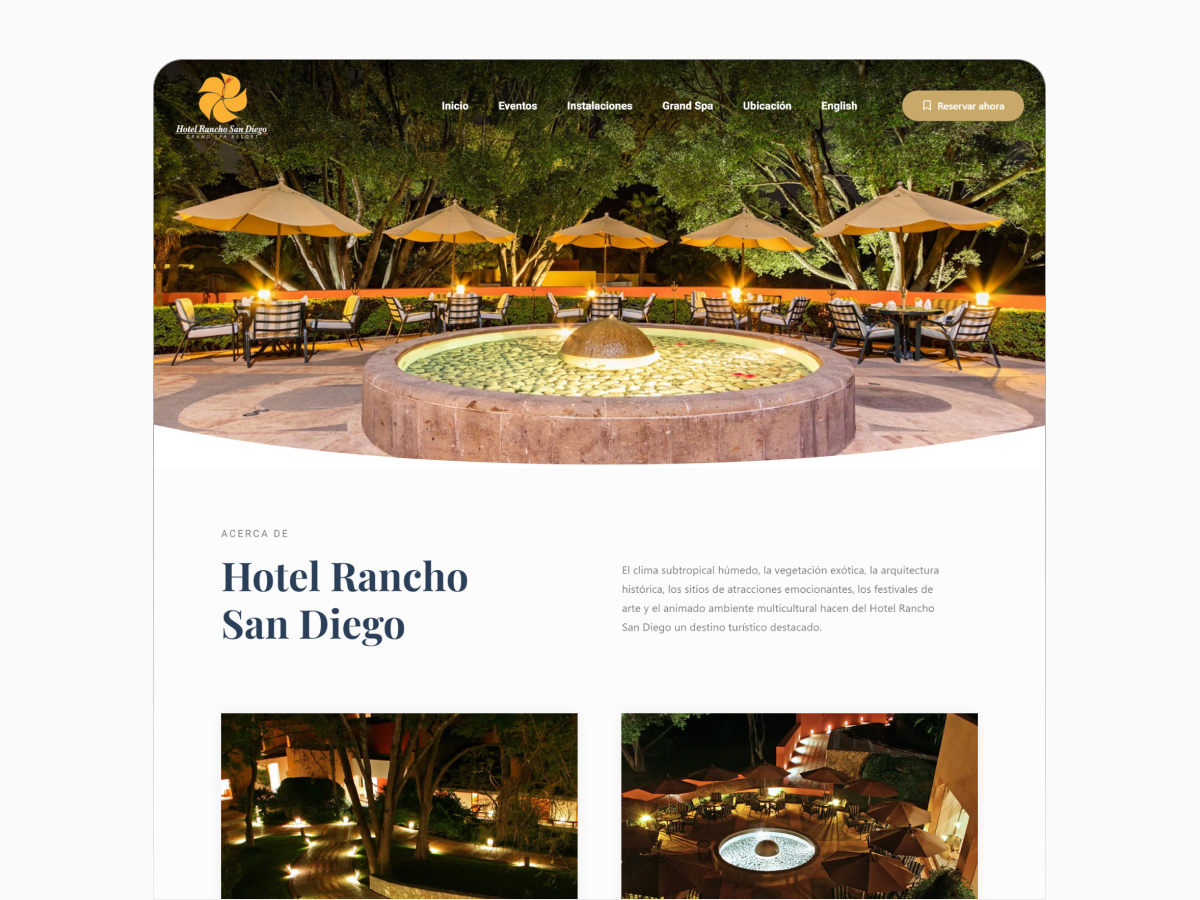 Hotel Rancho San Diego
GRAND SPA RESORT
Inicio
Eventos
Instalaciones
Grand Spa
Ubicación
English
Reservar ahora
ACERCA DE
Hotel Rancho
San Diego
El clima subtropical húmedo, la vegetación exótica, la arquitectura
histórica, los sitios de atracciones emocionantes, los festivales de
arte y el animado ambiente multicultural hacen del Hotel Rancho
San Diego un destino turístico destacado.